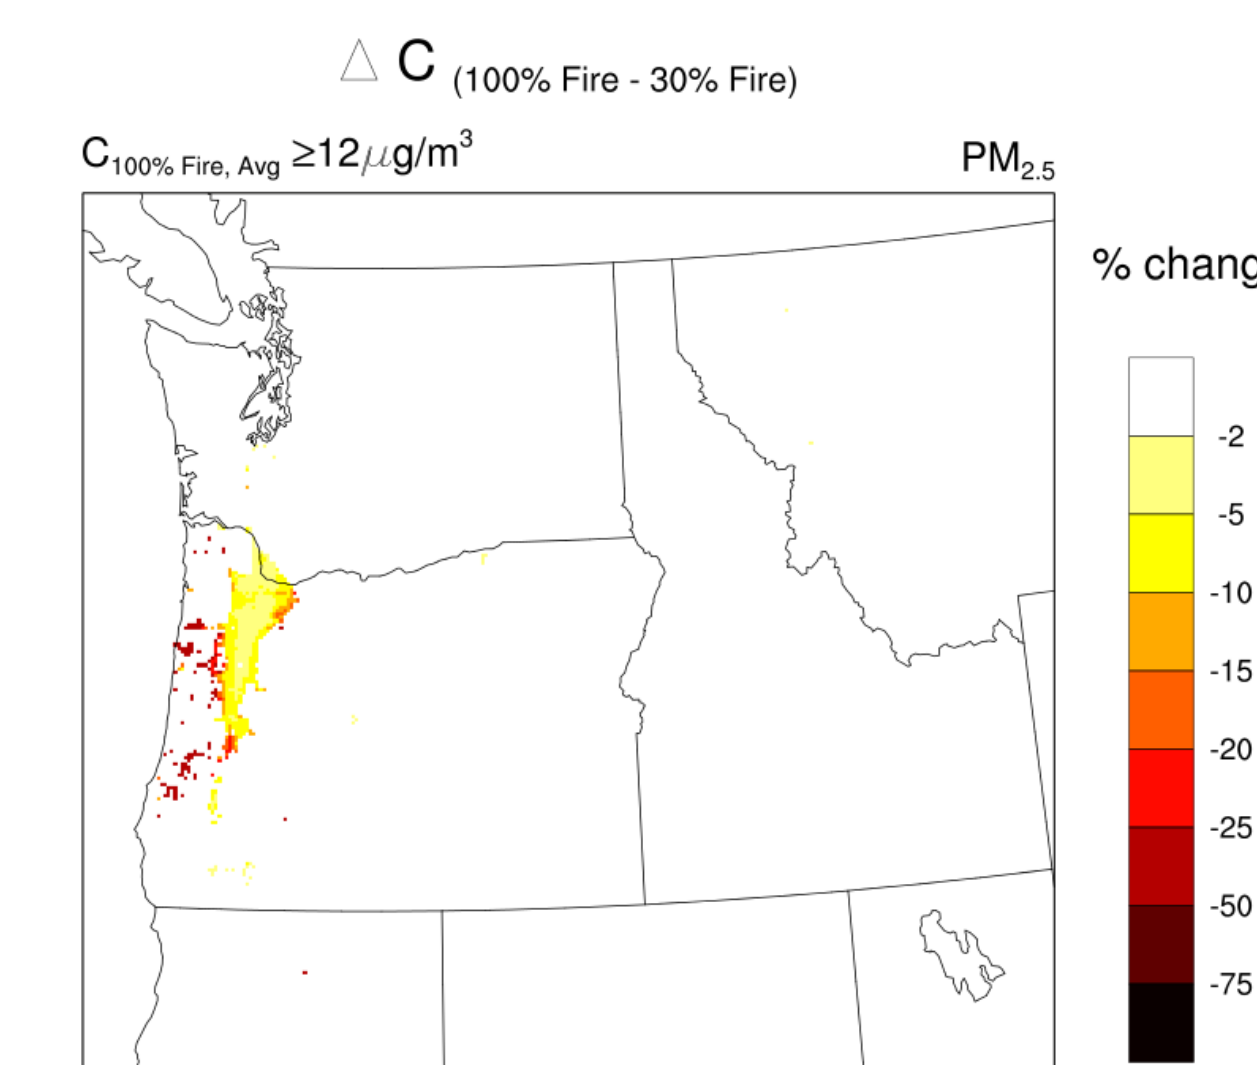 △ C (100% Fire - 30% Fire)
C100% Fire, Avg ≥12μg/m3
PM2.5
% chang
-2
-5
-10
-15
-20
-25
-50
-75